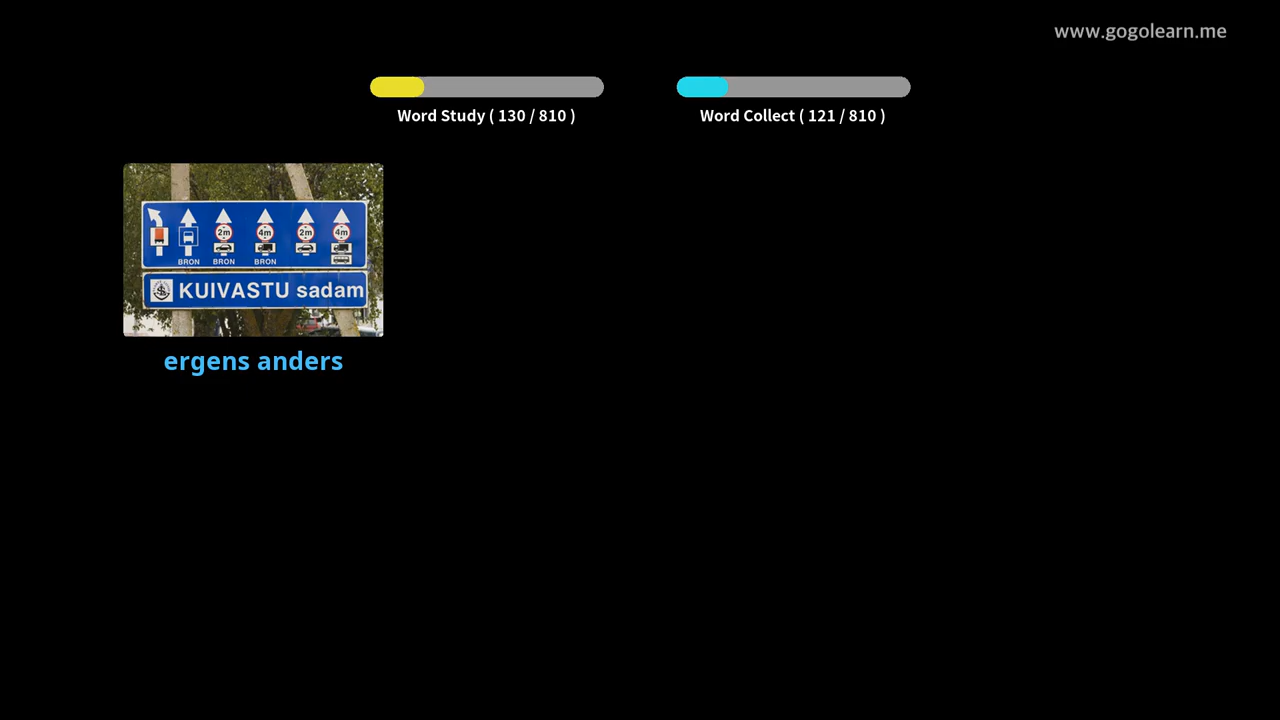 www.gogolearn.me
Word Study ( 130 / 810 )
Word Collect ( 121 / 810 )
2m 4m 2m 4m
BRON BRON BRON
KUIVASTU sadam
ergens anders